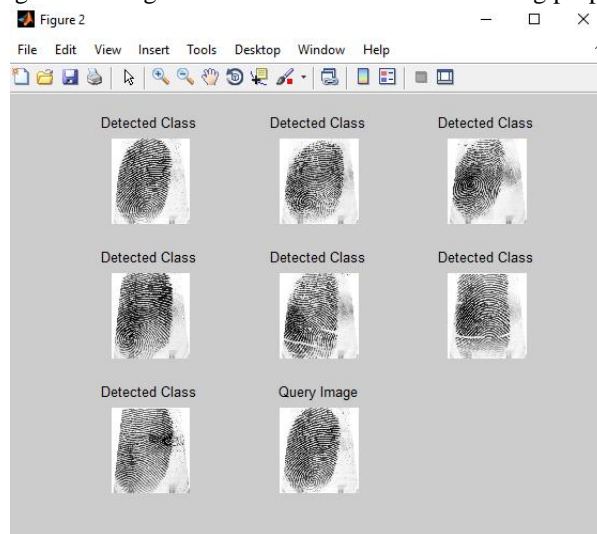 Figure 2
File Edit View Insert Tools Desktop Window Help
Detected Class Detected Class Detected Class
Detected Class Detected Class Detected Class
Detected Class Query Image